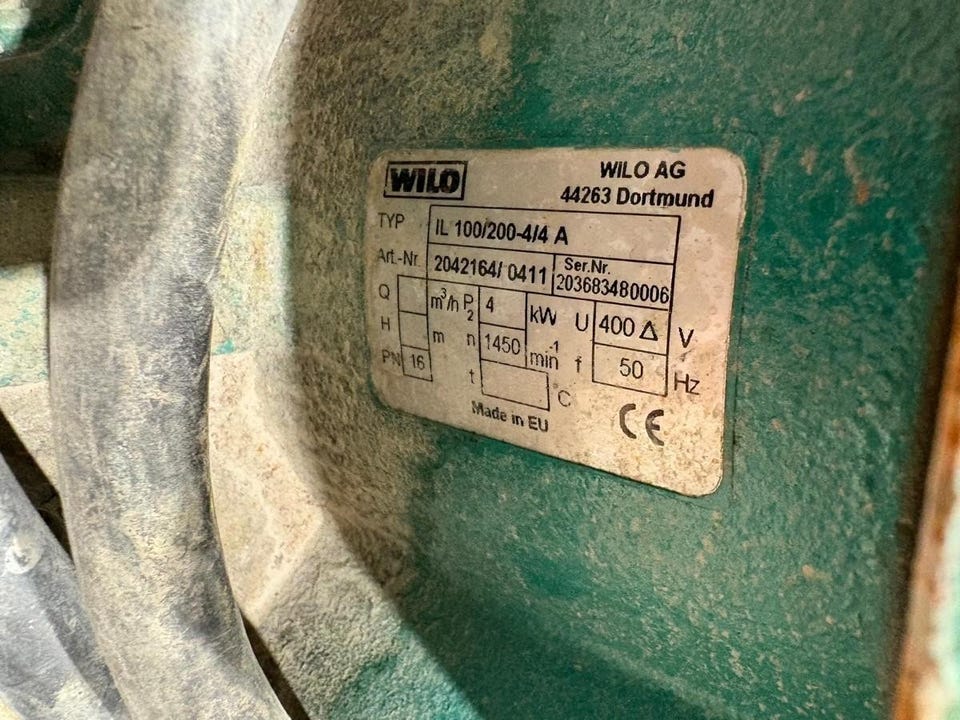 WILO
WILO AG
44263 Dortmund
TYP IL 100/200-4/4 A
Art.-Nr. 2042164/ 0411 Ser.Nr. 203683480006
Q m³/h P₂ 4 kW U 400 Δ V
H m n 1450 min⁻¹ f 50 Hz
PN 16 t C
Made in EU CE